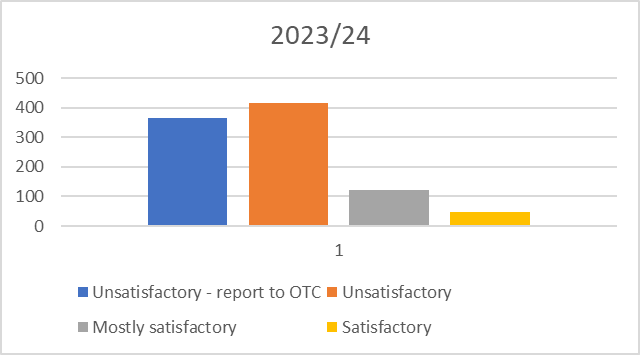 2023/24
500
400
300
200
100
0
1
Unsatisfactory - report to OTC
Unsatisfactory
Mostly satisfactory
Satisfactory